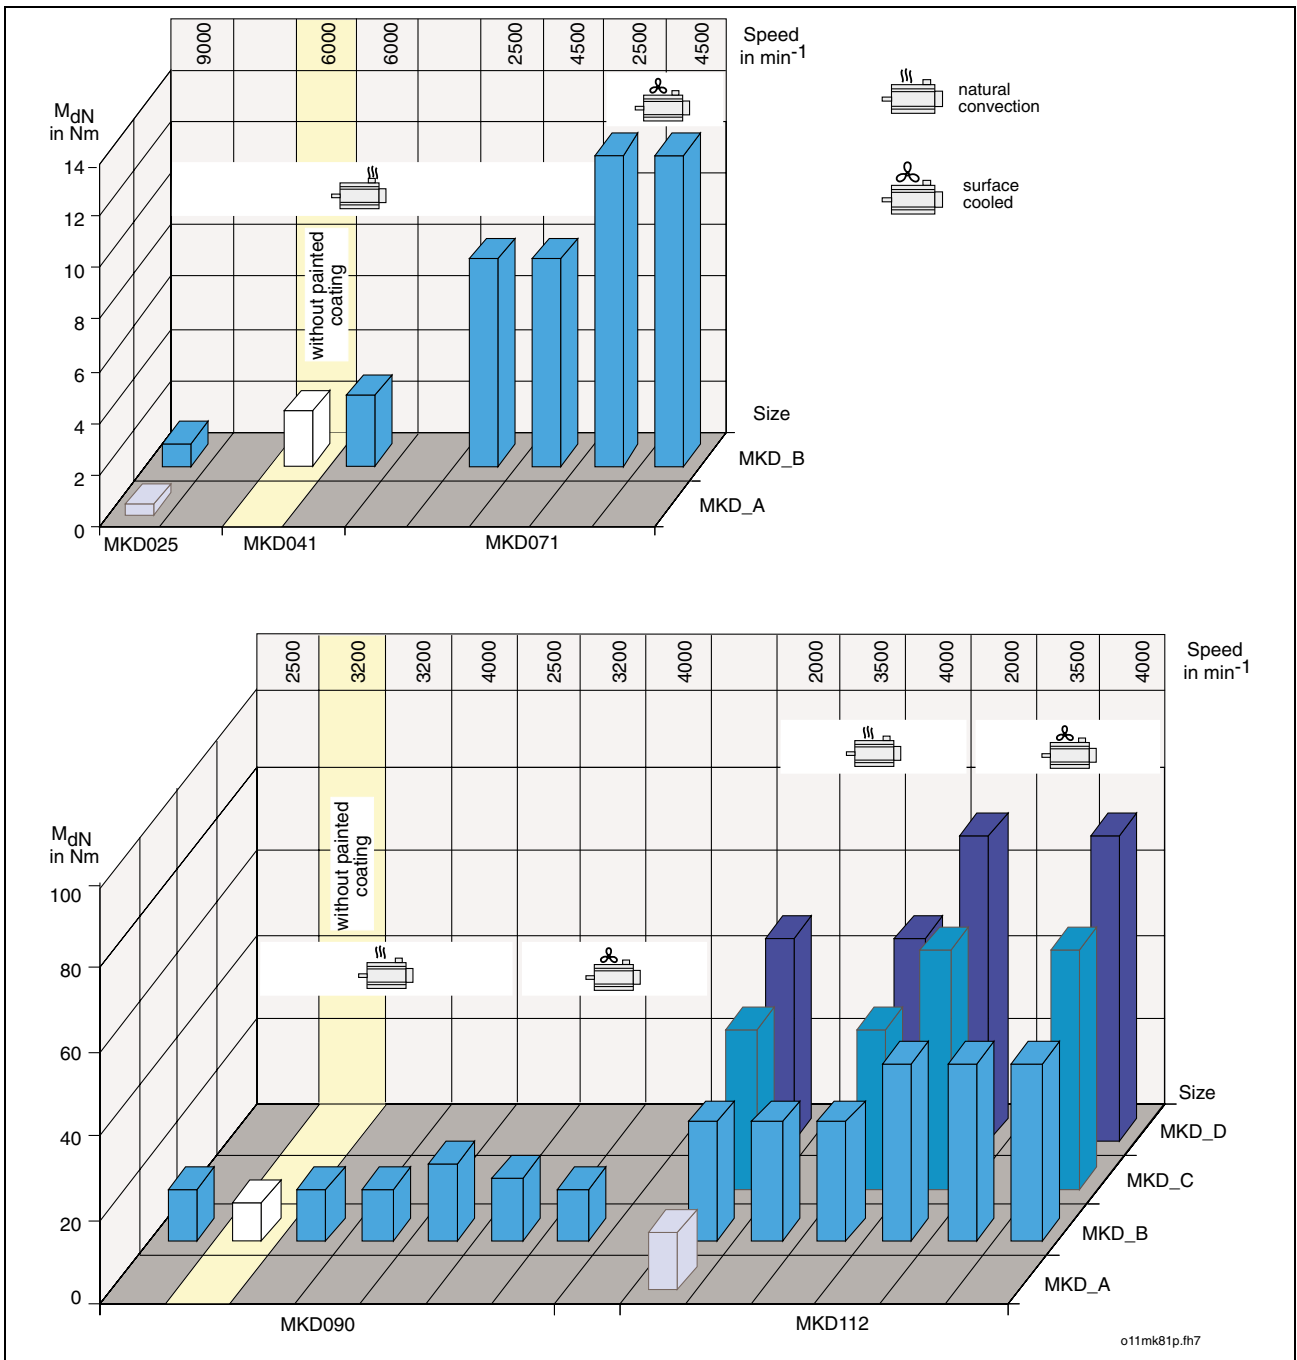 9000 6000 6000 2500 4500 2500 4500
Speed
in min-1
natural
convection
surface
cooled
MdN
in Nm
14
12
10
8
6
4
2
0
without painted
coating
Size
MKD_B
MKD_A
MKD025 MKD041 MKD071
2500 3200 3200 4000 2500 3200 4000 2000 3500 4000 2000 3500 4000
Speed
in min-1
MdN
in Nm
100
80
60
40
20
0
without painted
coating
Size
MKD_D
MKD_C
MKD_B
MKD_A
MKD090 MKD112
o11mk81p.fh7